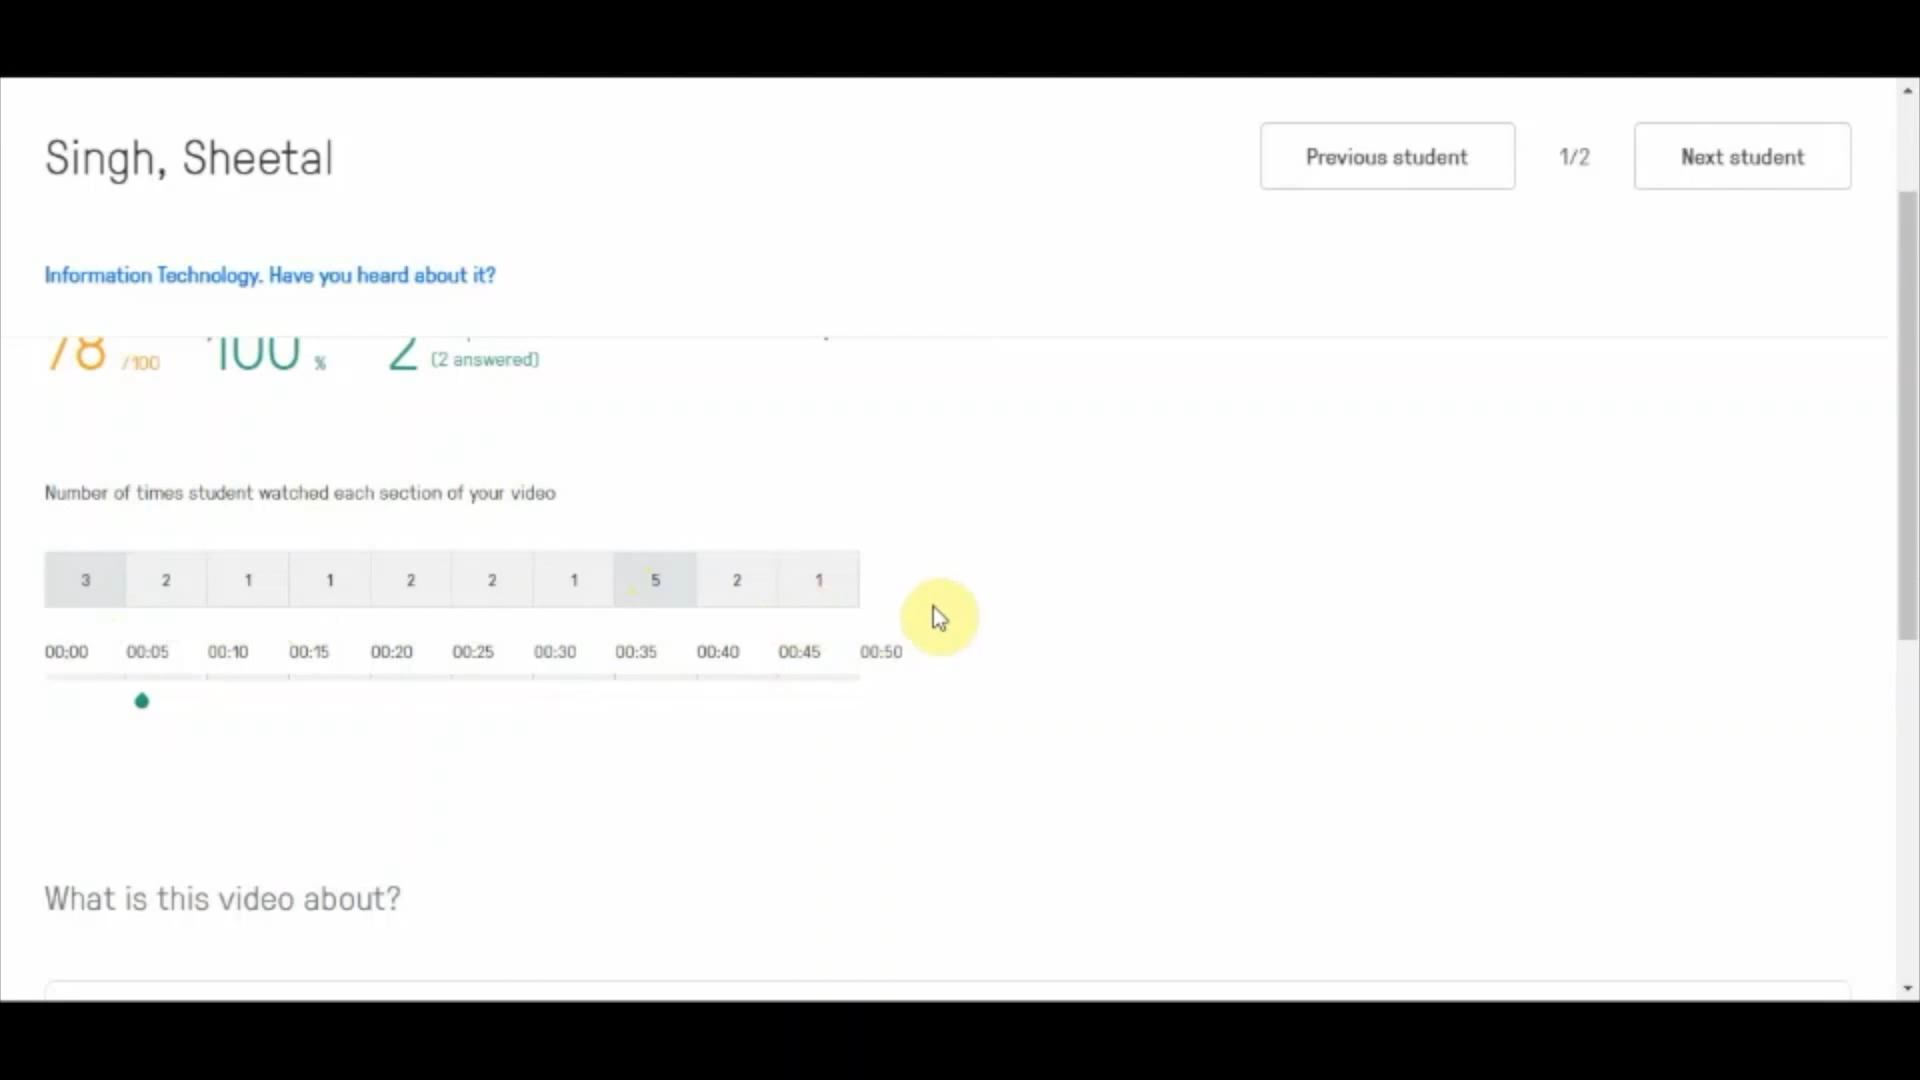 Singh, Sheetal
Previous student 1/2 Next student
Information Technology. Have you heard about it?
78 /100 100 % 2 (2 answered)
Number of times student watched each section of your video
3 2 1 1 2 2 1 5 2 1
00:00 00:05 00:10 00:15 00:20 00:25 00:30 00:35 00:40 00:45 00:50
What is this video about?